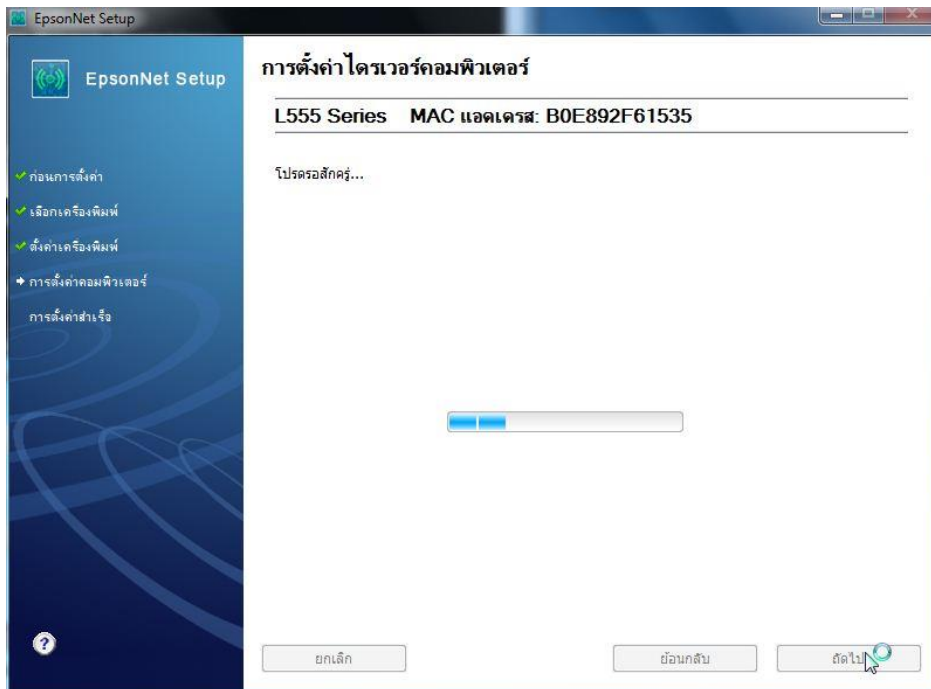 EpsonNet Setup
EpsonNet Setup
การตั้งค่าไดรเวอร์คอมพิวเตอร์
L555 Series MAC แอดเดรส: B0E892F61535
โปรดรอสักครู่...
ก่อนการตั้งค่า
เลือกเครื่องพิมพ์
ตั้งค่าเครื่องพิมพ์
การตั้งค่าคอมพิวเตอร์
การตั้งค่าสำเร็จ
?
ยกเลิก ย้อนกลับ ถัดไป